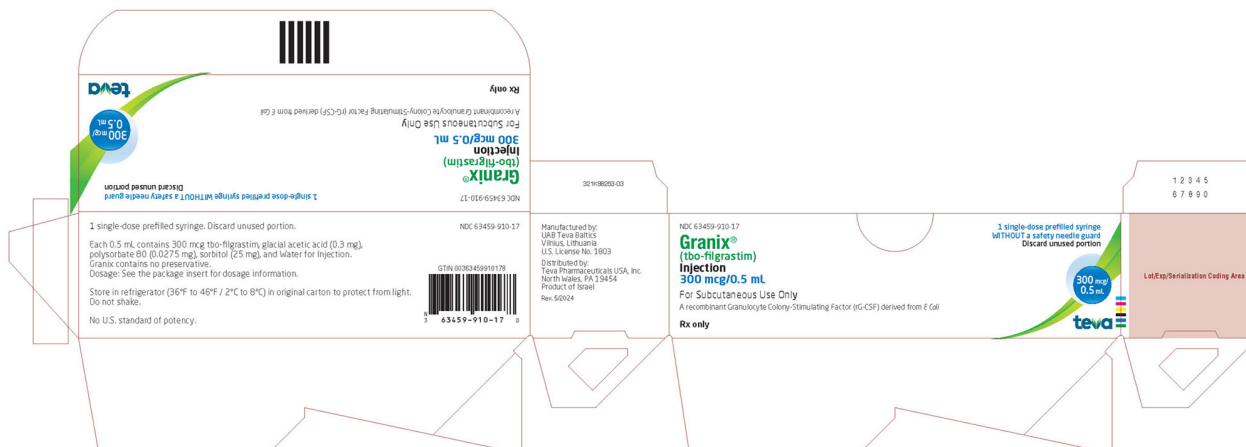 teva
Rx only
A recombinant Granulocyte Colony-Stimulating Factor (rG-CSF) derived from E Coli
For Subcutaneous Use Only
300 mcg/0.5 mL
Injection
(tbo-filgrastim)
Granix®
NDC 63459-910-17
300 mcg/
0.5 mL
1 single-dose prefilled syringe WITHOUT a safety needle guard
Discard unused portion
1 single-dose prefilled syringe. Discard unused portion.
NDC 63459-910-17
Each 0.5 mL contains 300 mcg tbo-filgrastim, glacial acetic acid (0.3 mg),
polysorbate 80 (0.0275 mg), sorbitol (25 mg), and Water for Injection.
Granix contains no preservative.
Dosage: See the package insert for dosage information.
Store in refrigerator (36°F to 46°F / 2°C to 8°C) in original carton to protect from light.
Do not shake.
No U.S. standard of potency.
GTIN 00363459910178
N
3 63459-910-17 8
321K98253-03
Manufactured by:
UAB Teva Baltics
Vilnius, Lithuania
U.S. License No. 1803
Distributed by:
Teva Pharmaceuticals USA, Inc.
North Wales, PA 19454
Product of Israel
Rev. 5/2024
NDC 63459-910-17
Granix®
(tbo-filgrastim)
Injection
300 mcg/0.5 mL
For Subcutaneous Use Only
A recombinant Granulocyte Colony-Stimulating Factor (rG-CSF) derived from E Coli
Rx only
1 single-dose prefilled syringe
WITHOUT a safety needle guard
Discard unused portion
300 mcg/
0.5 mL
teva
1 2 3 4 5
6 7 8 9 0
Lot/Exp/Serialization Coding Area